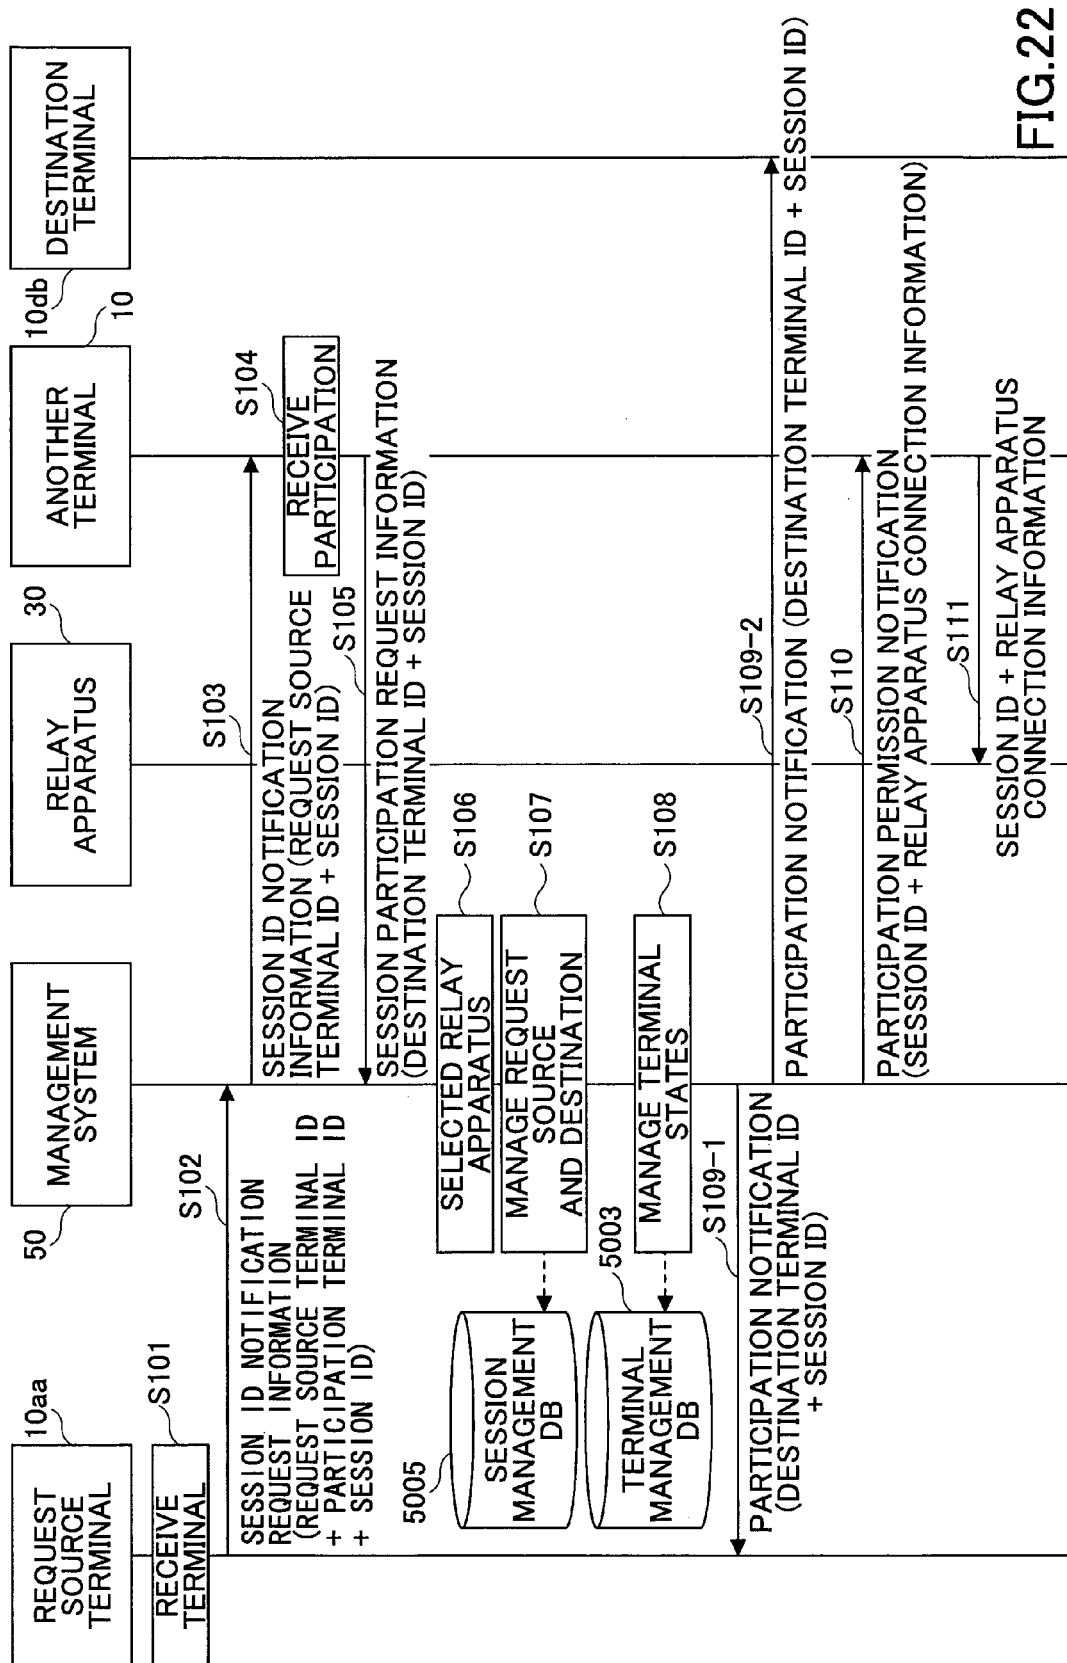 REQUEST
SOURCE
TERMINAL
10aa
MANAGEMENT
SYSTEM
50
RELAY
APPARATUS
30
ANOTHER
TERMINAL
10
DESTINATION
TERMINAL
10db
RECEIVE
TERMINAL
S101
S102
SESSION ID NOTIFICATION
REQUEST INFORMATION
(REQUEST SOURCE TERMINAL ID
+ PARTICIPATION TERMINAL ID
+ SESSION ID)
S103
SESSION ID NOTIFICATION
INFORMATION (REQUEST SOURCE
TERMINAL ID + SESSION ID)
S104
RECEIVE
PARTICIPATION
S105
SESSION PARTICIPATION REQUEST INFORMATION
(DESTINATION TERMINAL ID + SESSION ID)
SELECTED RELAY
APPARATUS
S106
MANAGE REQUEST
SOURCE
AND DESTINATION
S107
5005
SESSION
MANAGEMENT
DB
MANAGE TERMINAL
STATES
S108
5003
TERMINAL
MANAGEMENT
DB
S109-1
PARTICIPATION NOTIFICATION
(DESTINATION TERMINAL ID
+ SESSION ID)
S109-2
PARTICIPATION NOTIFICATION (DESTINATION TERMINAL ID + SESSION ID)
S110
PARTICIPATION PERMISSION NOTIFICATION
(SESSION ID + RELAY APPARATUS CONNECTION INFORMATION)
S111
SESSION ID + RELAY APPARATUS
CONNECTION INFORMATION
FIG.22